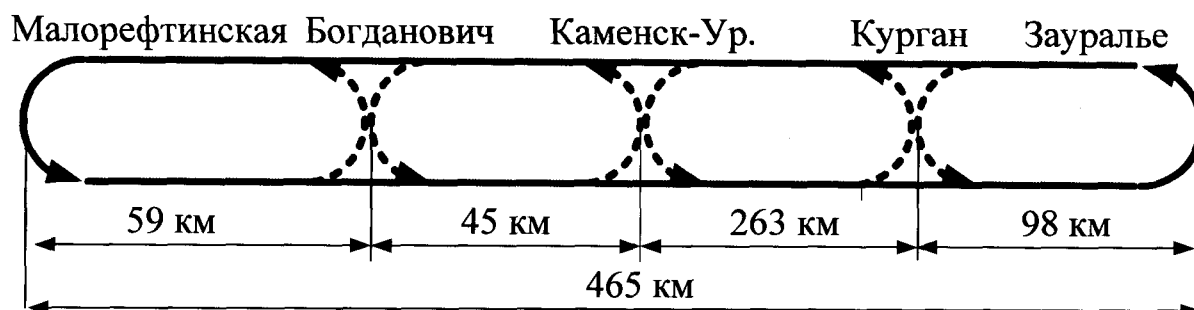 Малорефтинская Богданович Каменск-Ур. Курган Зауралье
59 км 45 км 263 км 98 км
465 км